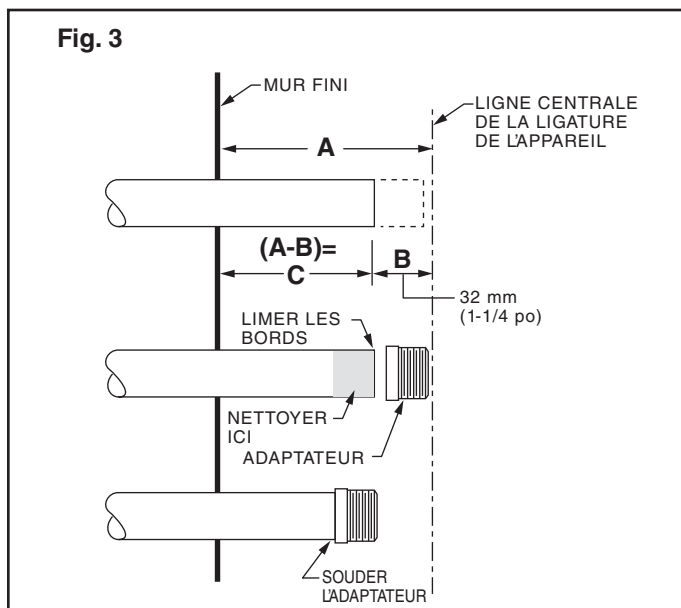 Fig. 3
MUR FINI
LIGNE CENTRALE
DE LA LIGATURE
DE L'APPAREIL
A
(A-B)=
C
B
32 mm
(1-1/4 po)
LIMER LES
BORDS
NETTOYER
ICI
ADAPTATEUR
SOUDER
L'ADAPTATEUR